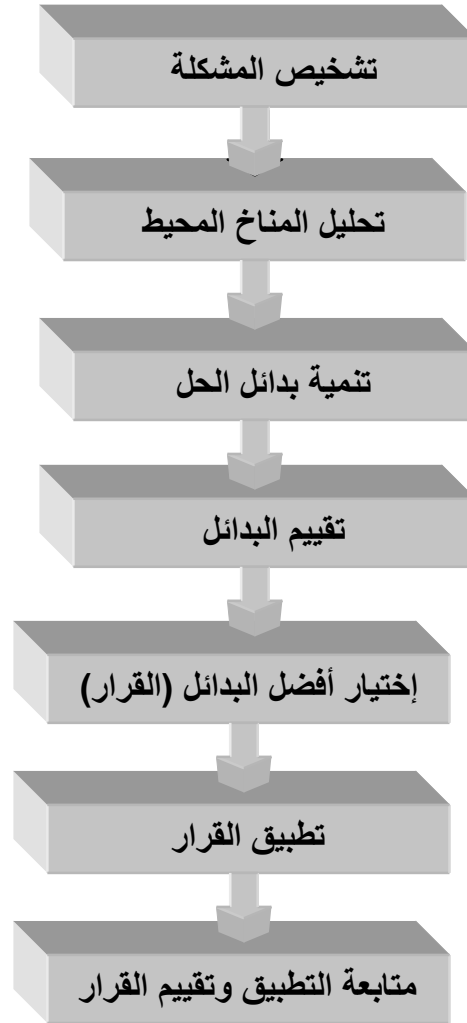 تشخيص المشكلة
تحليل المناخ المحيط
تنمية بدائل الحل
تقييم البدائل
إختيار أفضل البدائل (القرار)
تطبيق القرار
متابعة التطبيق وتقييم القرار